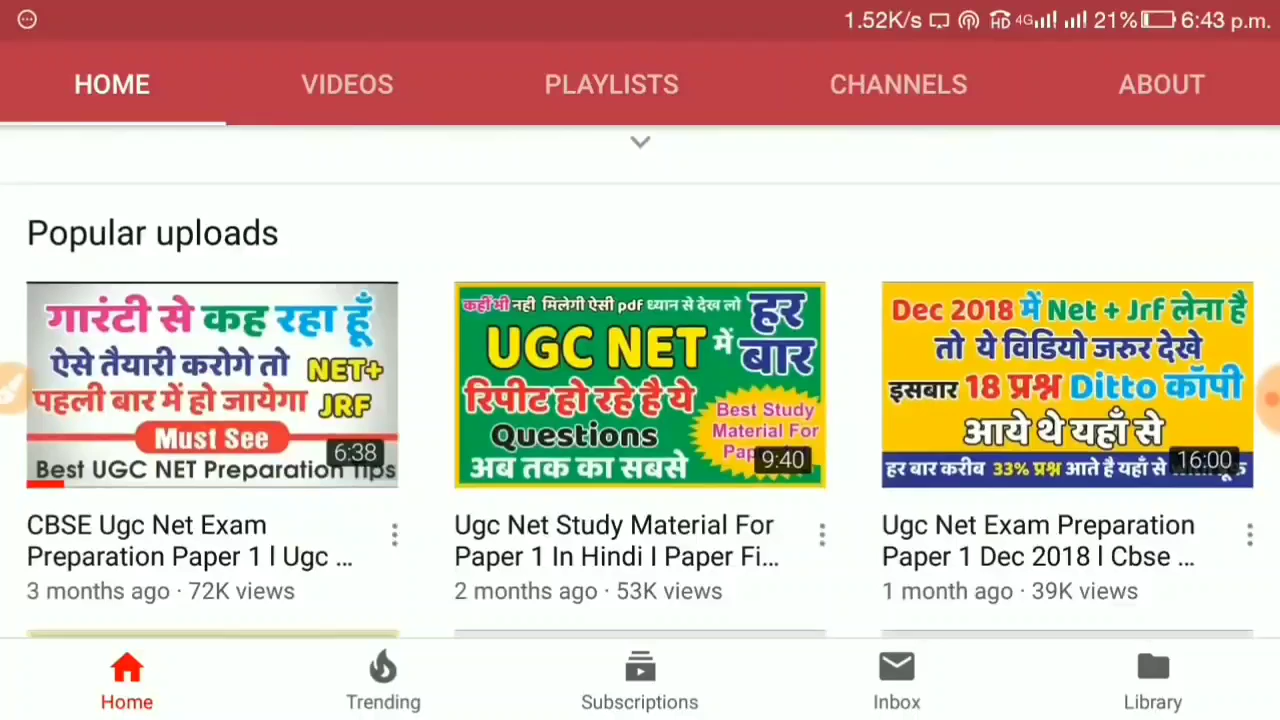 1.52K/s HD 4G 21% 6:43 p.m.
HOME VIDEOS PLAYLISTS CHANNELS ABOUT
Popular uploads
गारंटी से कह रहा हूँ
ऐसे तैयारी करोगे तो NET+
पहली बार में हो जायेगा JRF
Must See
6:38
Best UGC NET Preparation Tips
CBSE Ugc Net Exam
Preparation Paper 1 l Ugc ...
3 months ago · 72K views
कहीं भी नही मिलेगी ऐसी pdf ध्यान से देख लो हर
UGC NET में बार
रिपीट हो रहे है ये
Questions
अब तक का सबसे
Best Study
Material For
9:40
Ugc Net Study Material For
Paper 1 In Hindi I Paper Fi...
2 months ago · 53K views
Dec 2018 में Net + Jrf लेना है
तो ये विडियो जरुर देखे
इसबार 18 प्रश्न Ditto कॉपी
आये थे यहाँ से
हर बार करीब 33% प्रश्न आते है यहाँ से
16:00
Ugc Net Exam Preparation
Paper 1 Dec 2018 l Cbse ...
1 month ago · 39K views
Home Trending Subscriptions Inbox Library